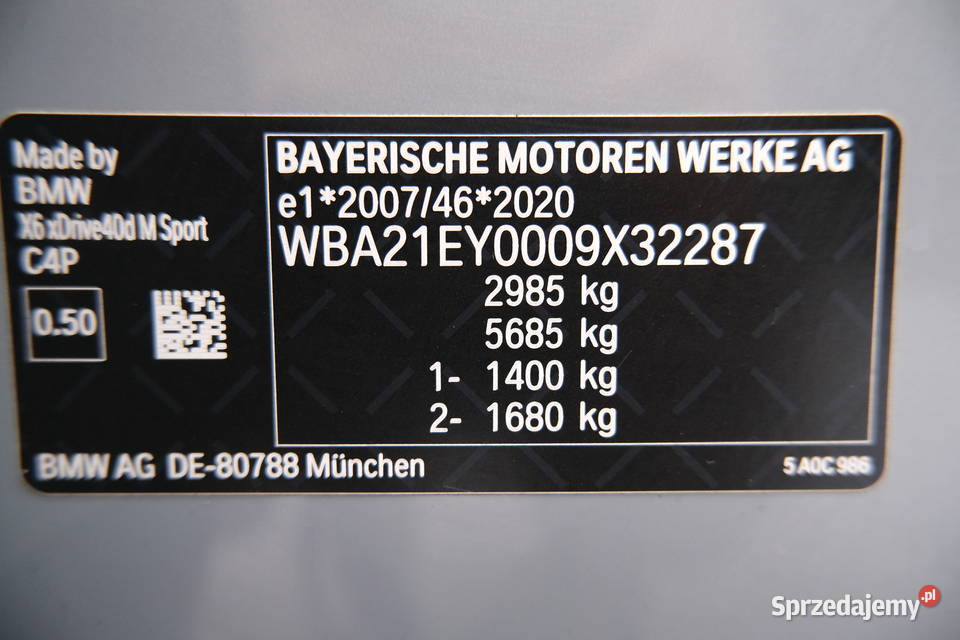 Made by
BMW
X6 xDrive40d M Sport
C4P
0.50
BAYERISCHE MOTOREN WERKE AG
e1*2007/46*2020
WBA21EY0009X32287
2985 kg
5685 kg
1- 1400 kg
2- 1680 kg
BMW AG DE-80788 München
5 A0C 986
Sprzedajemy.pl